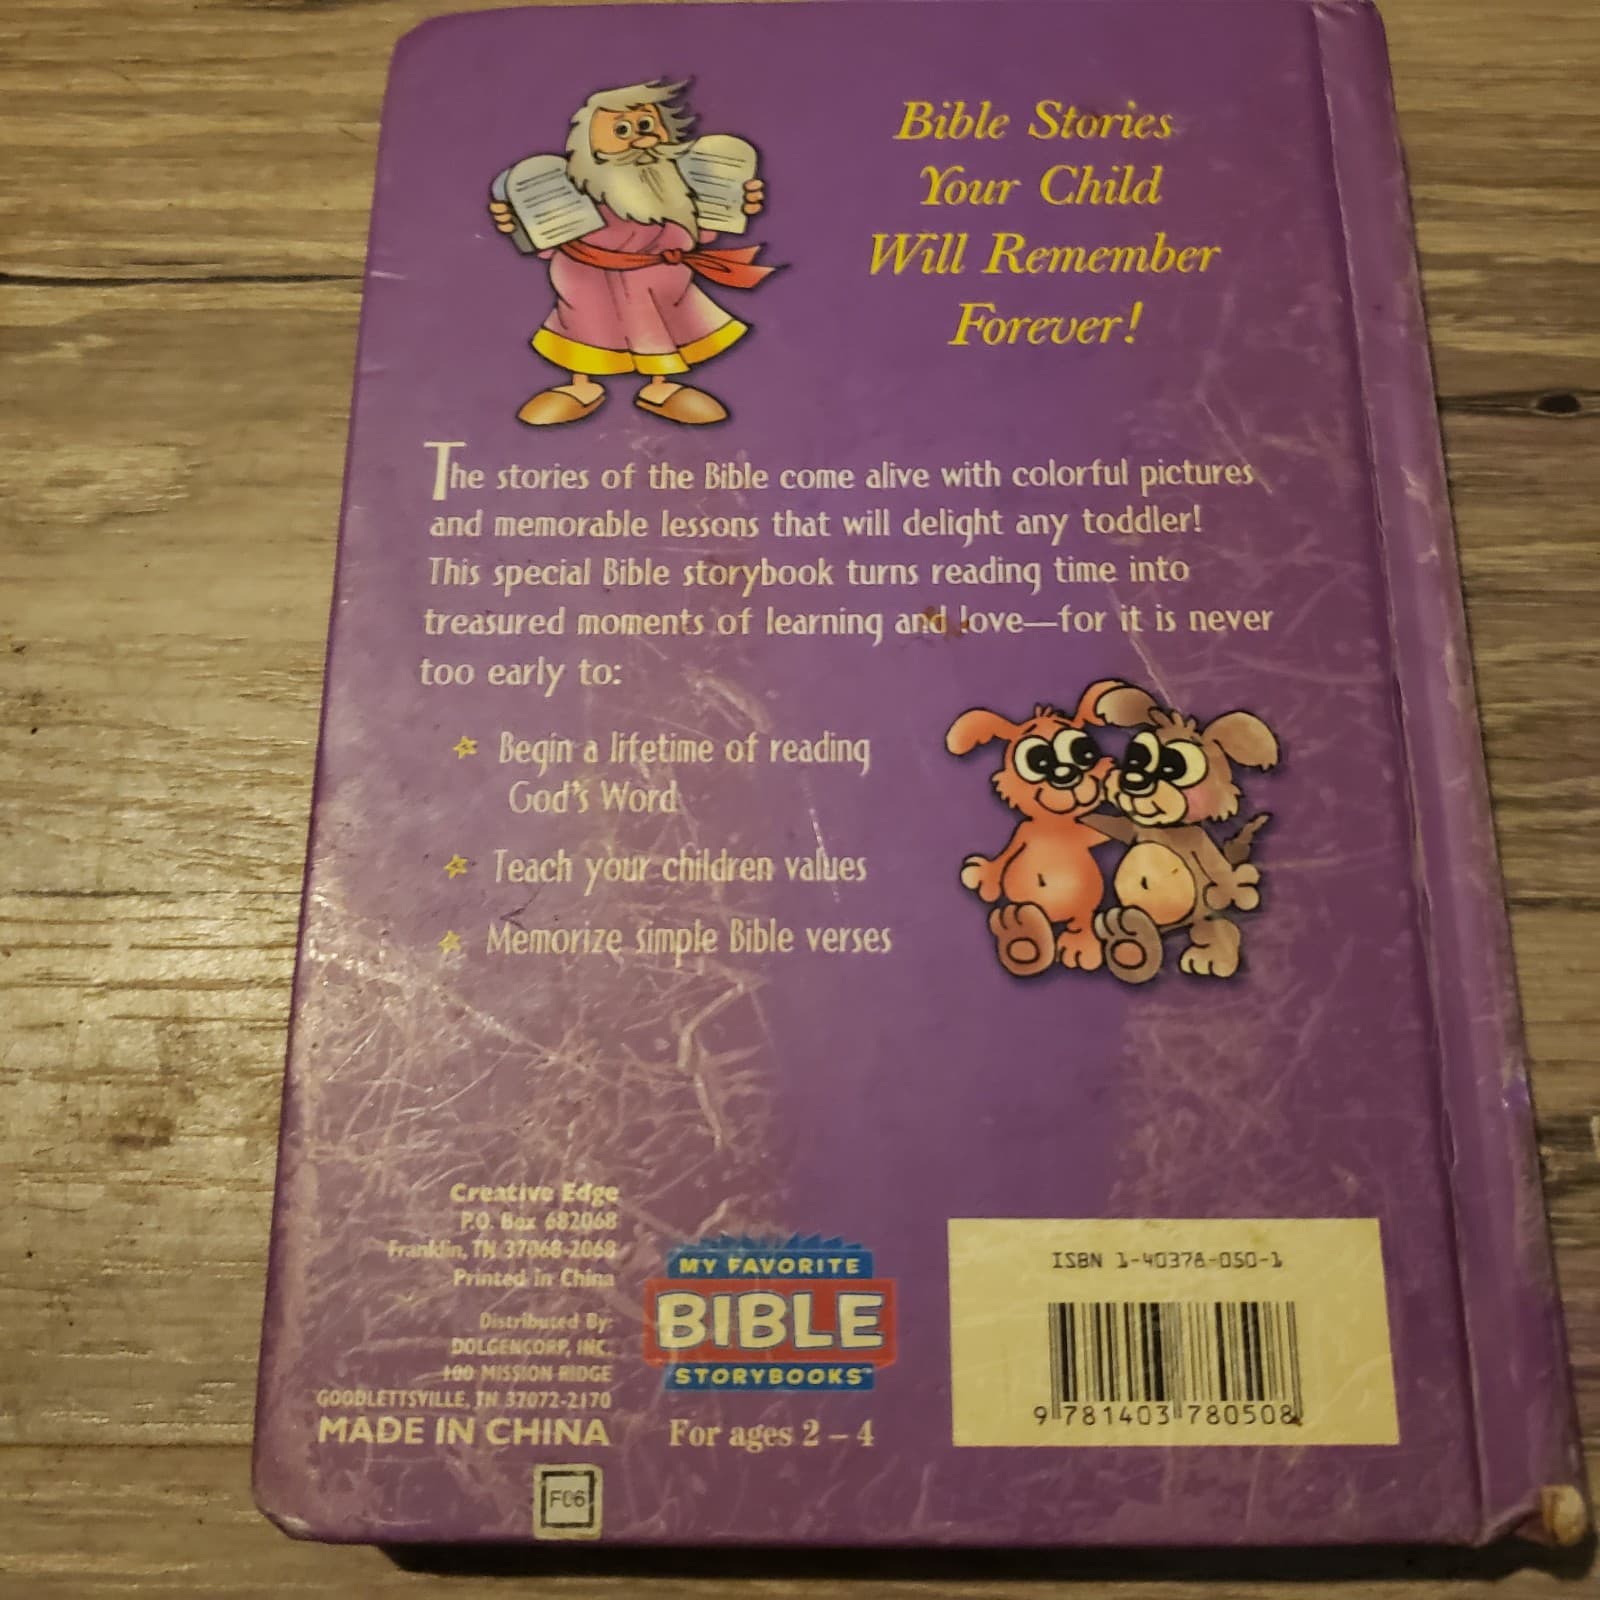 Bible Stories
Your Child
Will Remember
Forever!
The stories of the Bible come alive with colorful pictures
and memorable lessons that will delight any toddler!
This special Bible storybook turns reading time into
treasured moments of learning and love—for it is never
too early to:
Begin a lifetime of reading
God's Word
Teach your children values
Memorize simple Bible verses
Creative Edge
P.O. Box 682068
Franklin, TN 37068-2068
Printed in China
Distributed By:
DOLGENCORP, INC.
100 MISSION RIDGE
GOODLETTSVILLE, TN 37072-2170
MADE IN CHINA
F06
MY FAVORITE
BIBLE
STORYBOOKS™
For ages 2 – 4
ISBN 1-40378-050-1
9 781403 780508